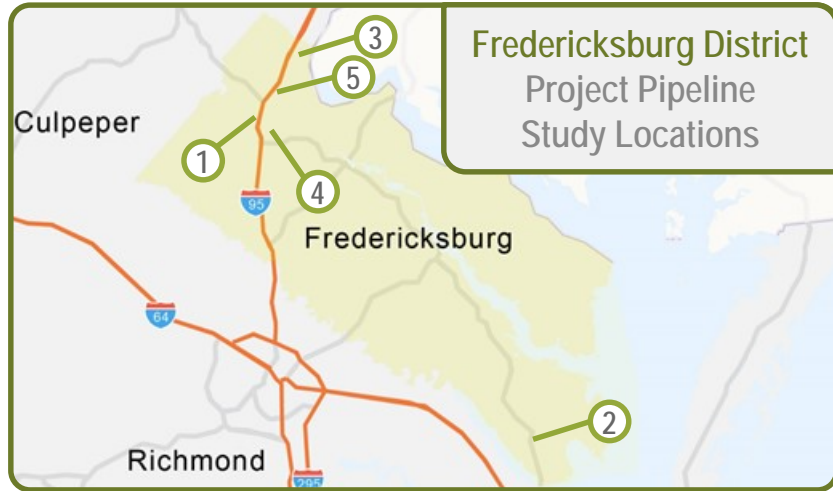 Fredericksburg District
Project Pipeline
Study Locations
3
5
Culpeper
1
4
95
Fredericksburg
64
2
Richmond
295